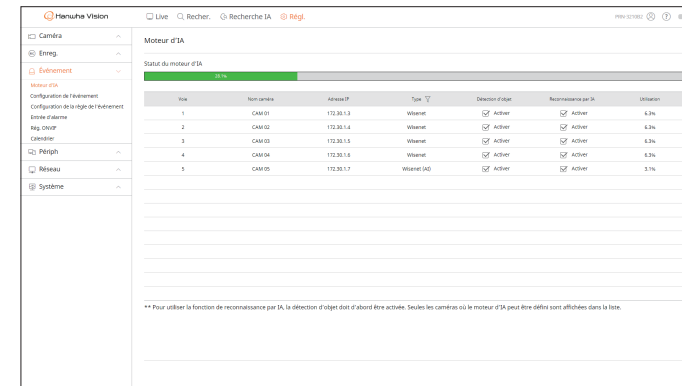 Hanwha Vision
Live Recher. Recherche IA Régl.
PRN-3210B2
Caméra
Enreg.
Événement
Moteur d'IA
Configuration de l'événement
Configuration de la règle de l'événement
Entrée d'alarme
Rég. ONVIF
Calendrier
Périph
Réseau
Système
Moteur d'IA
Statut du moteur d'IA
Voie Nom caméra Adresse IP Type Détection d'objet Reconnaissance par IA Utilisation
1 CAM 01 172.30.1.3 Wisenet Activer Activer 6.3%
2 CAM 02 172.30.1.4 Wisenet Activer Activer 6.3%
3 CAM 03 172.30.1.5 Wisenet Activer Activer 6.3%
4 CAM 04 172.30.1.6 Wisenet Activer Activer 6.3%
5 CAM 05 172.30.1.7 Wisenet (AI) Activer Activer 3.1%
** Pour utiliser la fonction de reconnaissance par IA, la détection d'objet doit d'abord être activée. Seules les caméras où le moteur d'IA peut être défini sont affichées dans la liste.